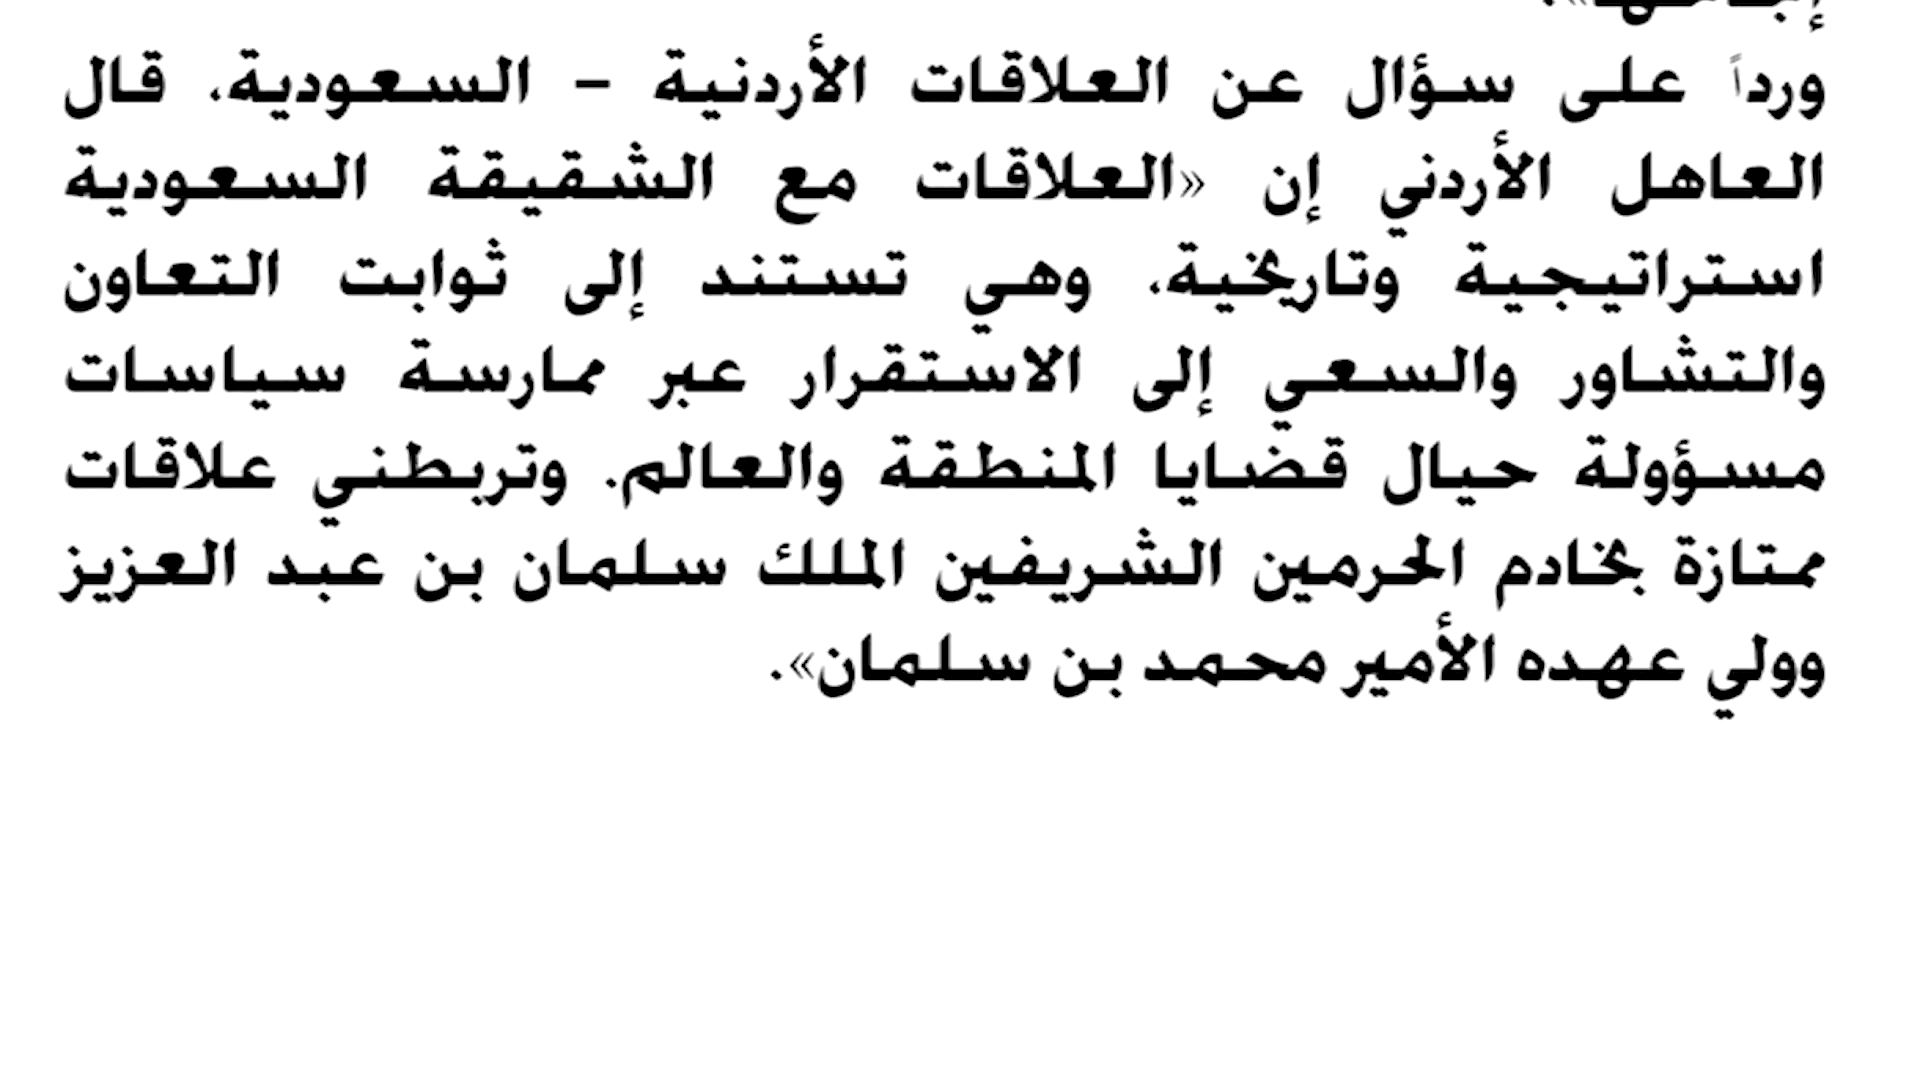 ورداً على سؤال عن العلاقات الأردنية – السعودية، قال
العاهل الأردني إن «العلاقات مع الشقيقة السعودية
استراتيجية وتاريخية، وهي تستند إلى ثوابت التعاون
والتشاور والسعي إلى الاستقرار عبر ممارسة سياسات
مسؤولة حيال قضايا المنطقة والعالم. وتربطني علاقات
ممتازة بخادم الحرمين الشريفين الملك سلمان بن عبد العزيز
وولي عهده الأمير محمد بن سلمان».